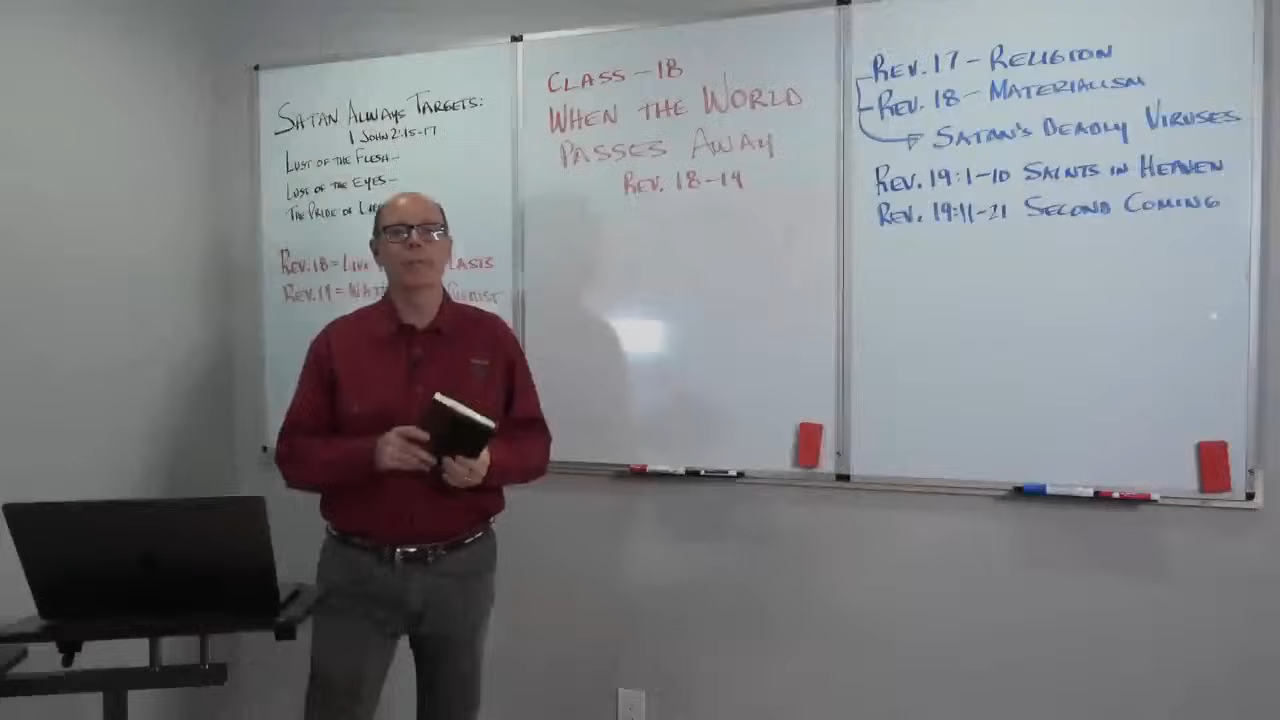 SATAN ALWAYS TARGETS:
1 JOHN 2:15-17
LUST OF THE FLESH-
LUST OF THE EYES-
THE PRIDE OF
REV. 18 = LASTS
REV. 19 =
CLASS - 18
WHEN THE WORLD
PASSES AWAY
REV. 18-19
REV. 17 - RELIGION
REV. 18 - MATERIALISM
SATAN'S DEADLY VIRUSES
REV. 19:1-10 SAINTS IN HEAVEN
REV. 19:11-21 SECOND COMING